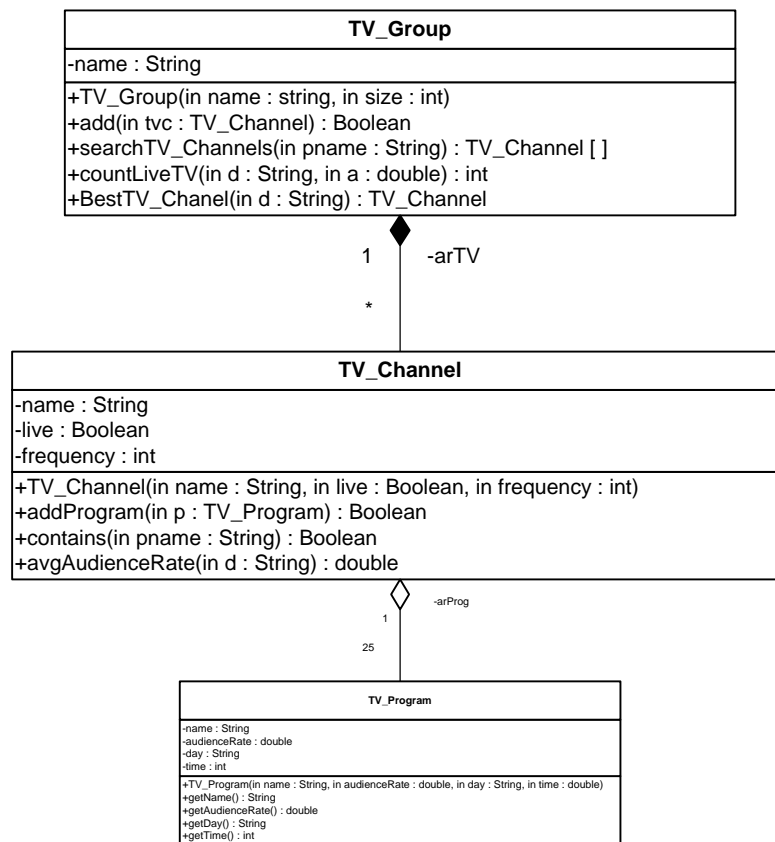 TV_Group
-name : String
+TV_Group(in name : string, in size : int)
+add(in tvc : TV_Channel) : Boolean
+searchTV_Channels(in pname : String) : TV_Channel [ ]
+countLiveTV(in d : String, in a : double) : int
+BestTV_Chanel(in d : String) : TV_Channel
1 -arTV
*
TV_Channel
-name : String
-live : Boolean
-frequency : int
+TV_Channel(in name : String, in live : Boolean, in frequency : int)
+addProgram(in p : TV_Program) : Boolean
+contains(in pname : String) : Boolean
+avgAudienceRate(in d : String) : double
-arProg
1
25
TV_Program
-name : String
-audienceRate : double
-day : String
-time : int
+TV_Program(in name : String, in audienceRate : double, in day : String, in time : double)
+getName() : String
+getAudienceRate() : double
+getDay() : String
+getTime() : int